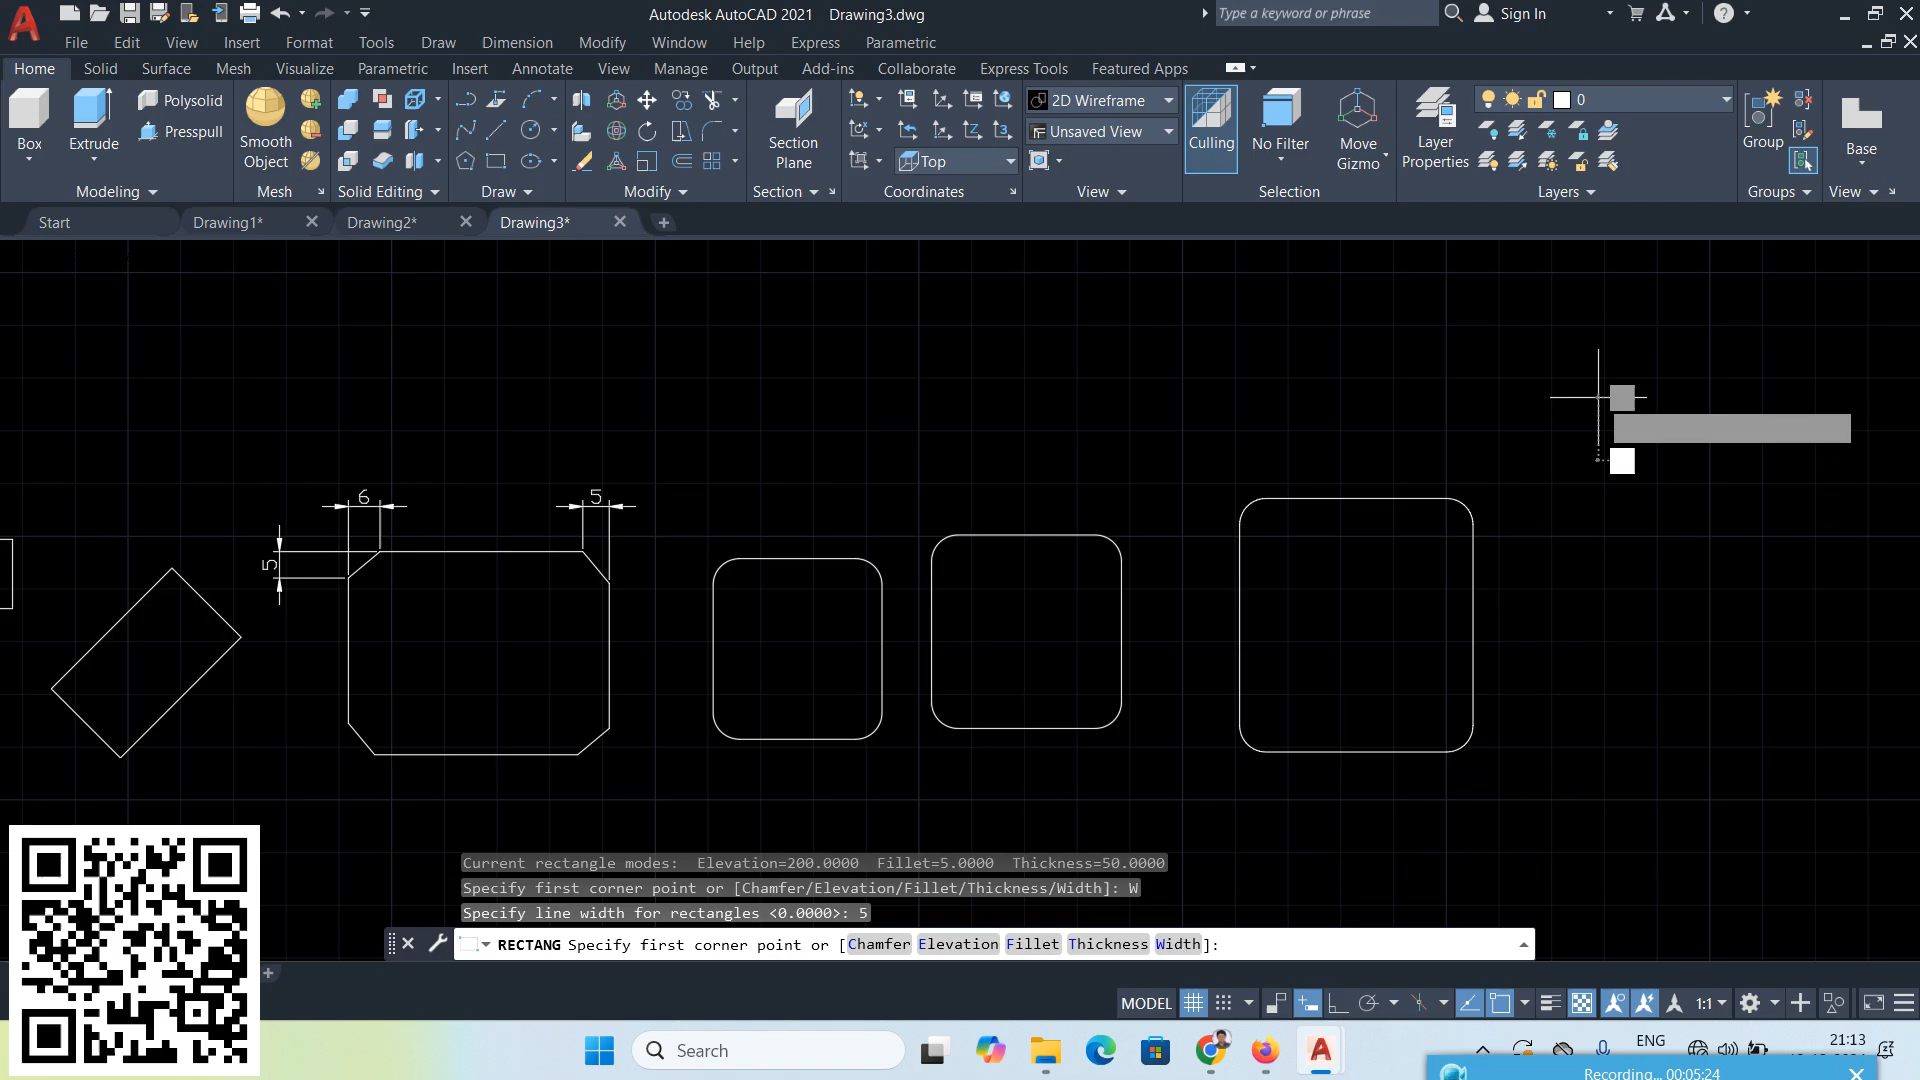 Autodesk AutoCAD 2021    Drawing3.dwg
Type a keyword or phrase
Sign In
File Edit View Insert Format Tools Draw Dimension Modify Window Help Express Parametric
Home Solid Surface Mesh Visualize Parametric Insert Annotate View Manage Output Add-ins Collaborate Express Tools Featured Apps
Box
Extrude
Polysolid
Presspull
Smooth
Object
Section
Plane
Top
2D Wireframe
Unsaved View
Culling
No Filter
Move
Gizmo
Layer
Properties
0
Group
Base
Modeling
Mesh
Solid Editing
Draw
Modify
Section
Coordinates
View
Selection
Layers
Groups
View
Start
Drawing1*
Drawing2*
Drawing3*
6
5
5
Current rectangle modes:  Elevation=200.0000  Fillet=5.0000  Thickness=50.0000
Specify first corner point or [Chamfer/Elevation/Fillet/Thickness/Width]: W
Specify line width for rectangles <0.0000>: 5
RECTANG Specify first corner point or [Chamfer Elevation Fillet Thickness Width]:
MODEL
1:1
Search
ENG
21:13
Recording... 00:05:24